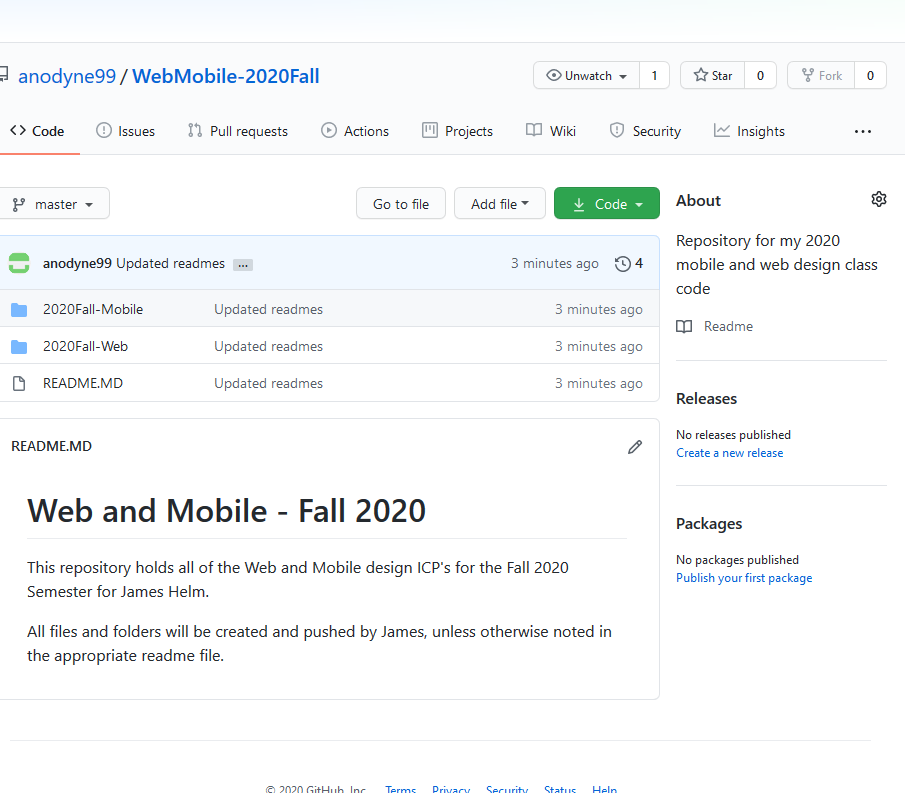 anodyne99 / WebMobile-2020Fall
Unwatch 1 Star 0 Fork 0
Code Issues Pull requests Actions Projects Wiki Security Insights ...
master Go to file Add file Code
About
Repository for my 2020
mobile and web design class
code
Readme
anodyne99 Updated readmes ... 3 minutes ago 4
2020Fall-Mobile Updated readmes 3 minutes ago
2020Fall-Web Updated readmes 3 minutes ago
README.MD Updated readmes 3 minutes ago
Releases
No releases published
Create a new release
Packages
No packages published
Publish your first package
README.MD
Web and Mobile - Fall 2020
This repository holds all of the Web and Mobile design ICP's for the Fall 2020
Semester for James Helm.
All files and folders will be created and pushed by James, unless otherwise noted in
the appropriate readme file.
© 2020 GitHub, Inc. Terms Privacy Security Status Help